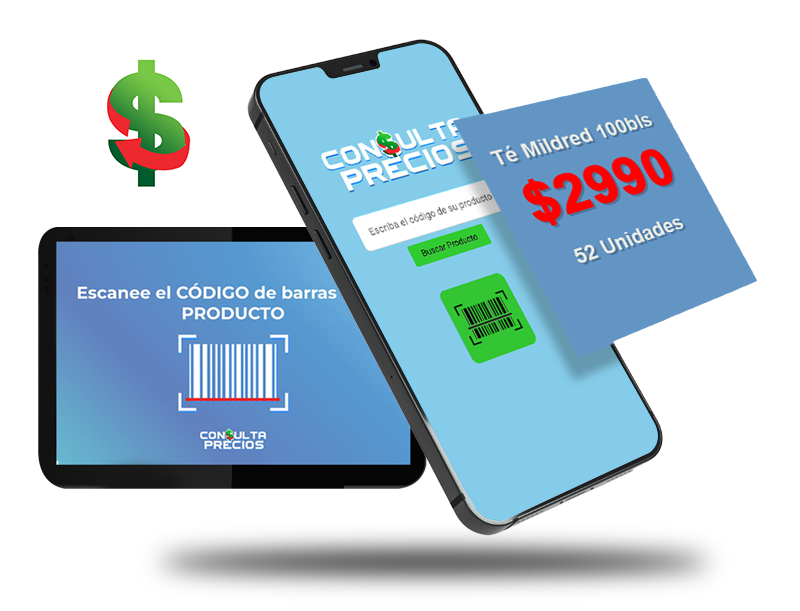 CONSULTA
PRECIOS
Escriba el código de su producto
Buscar Producto
Té Mildred 100bls
$2990
52 Unidades
Escanee el CÓDIGO de barras
PRODUCTO
CONSULTA
PRECIOS